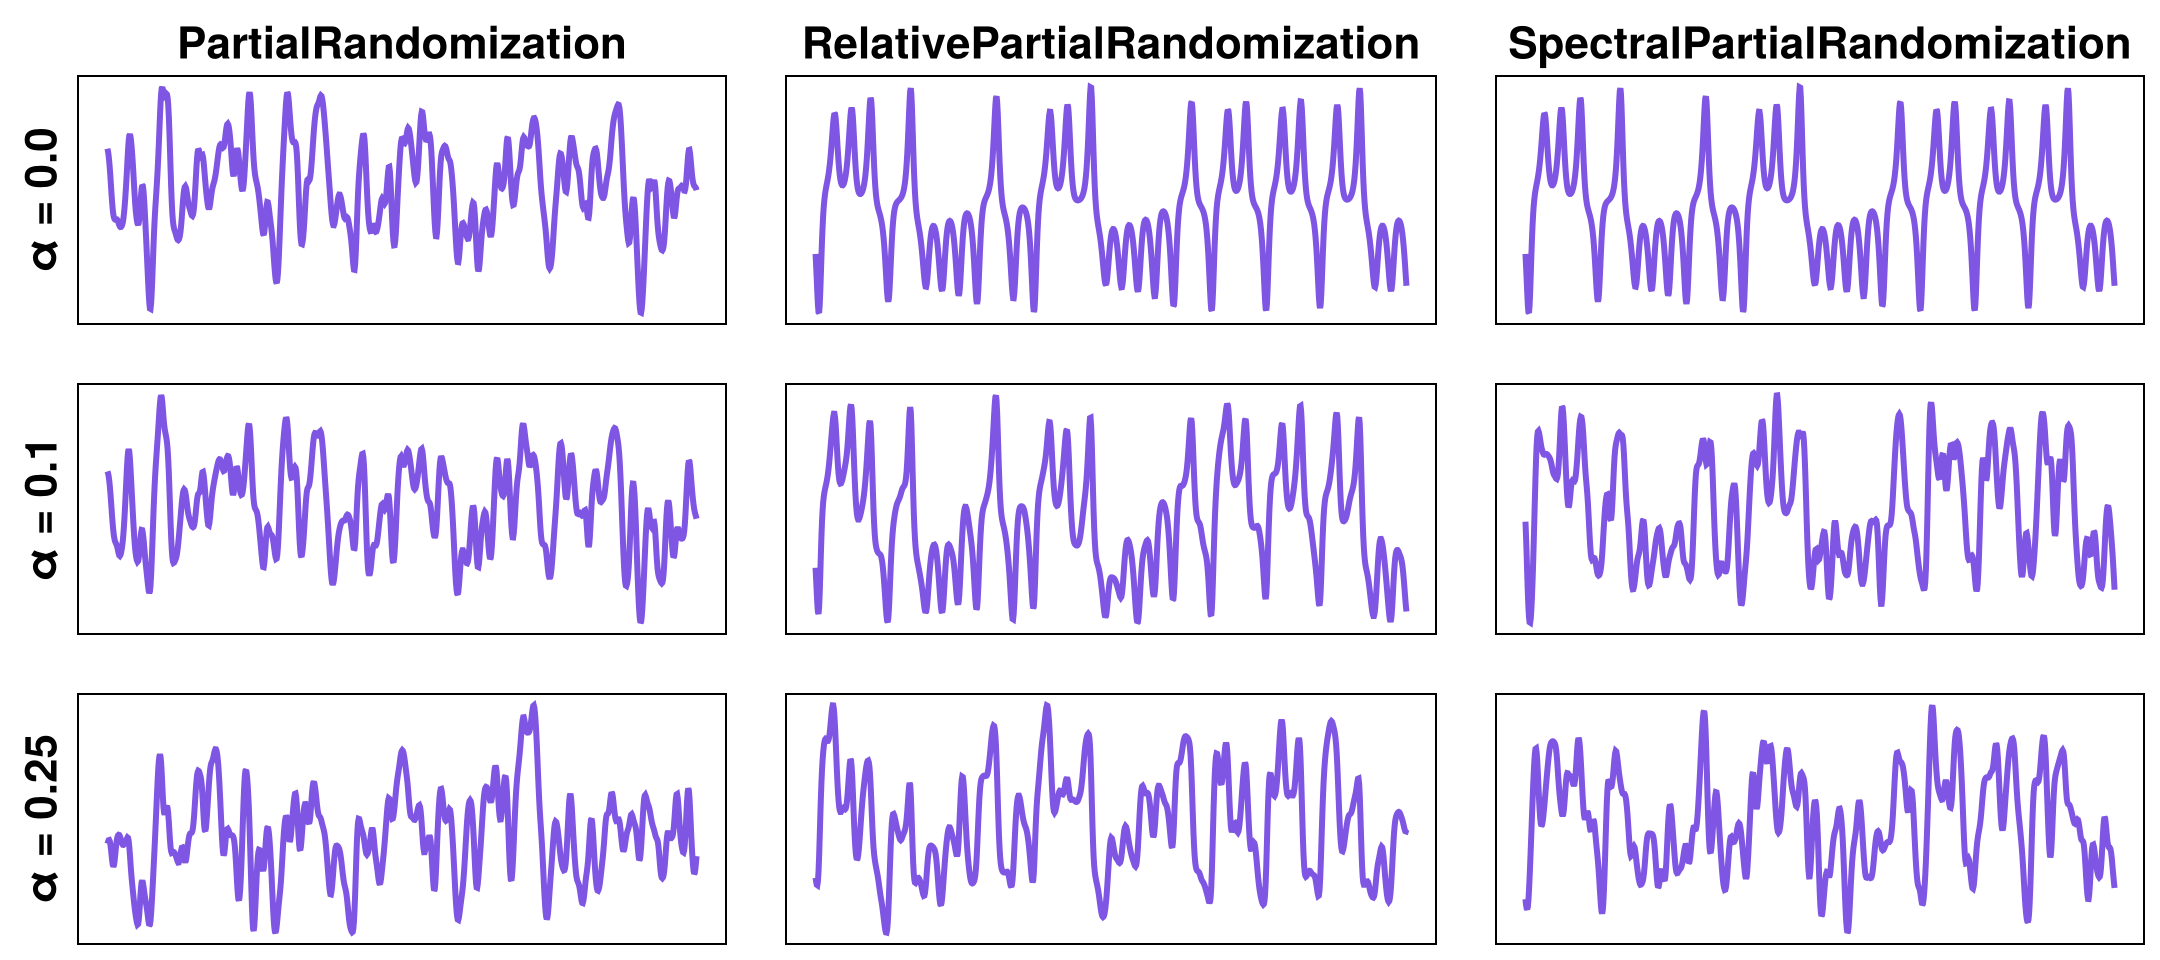 PartialRandomization RelativePartialRandomization SpectralPartialRandomization
α = 0.0
α = 0.1
α = 0.25